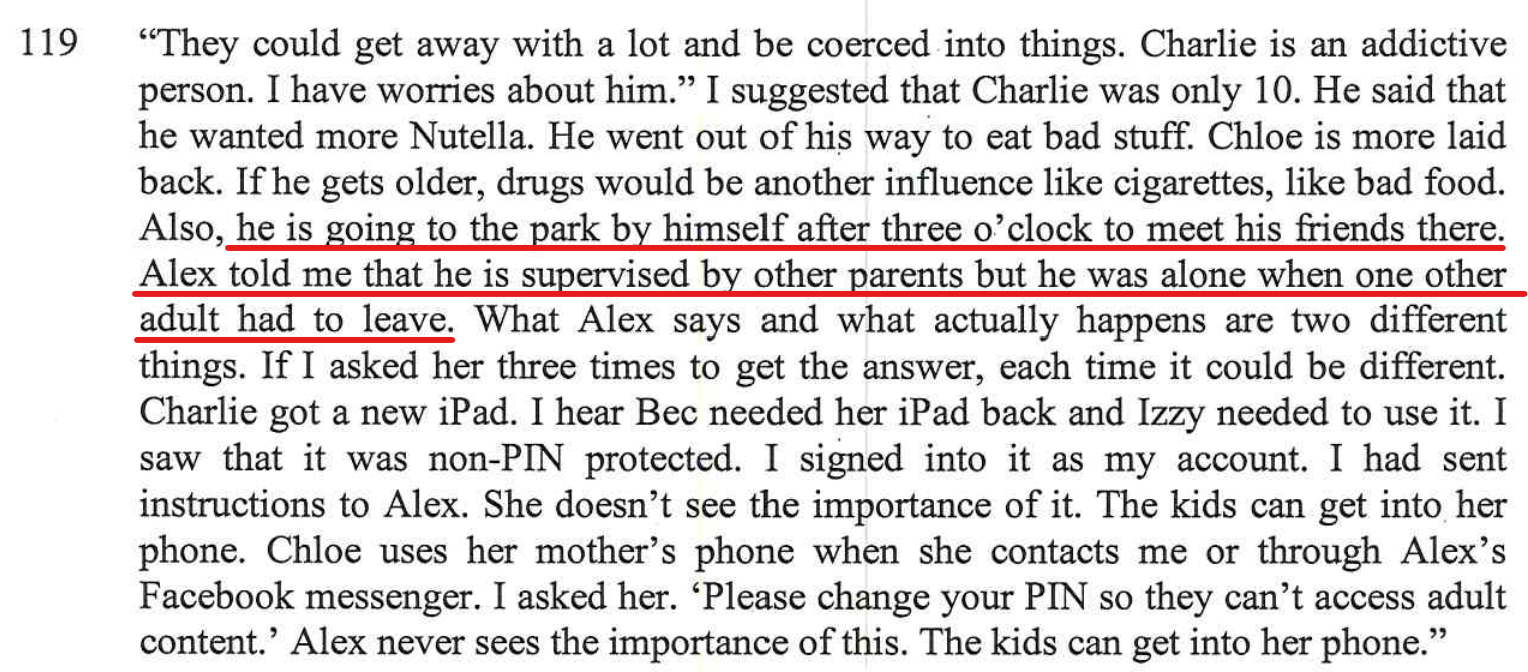 119 “They could get away with a lot and be coerced into things. Charlie is an addictive
person. I have worries about him.” I suggested that Charlie was only 10. He said that
he wanted more Nutella. He went out of his way to eat bad stuff. Chloe is more laid
back. If he gets older, drugs would be another influence like cigarettes, like bad food.
Also, he is going to the park by himself after three o’clock to meet his friends there.
Alex told me that he is supervised by other parents but he was alone when one other
adult had to leave. What Alex says and what actually happens are two different
things. If I asked her three times to get the answer, each time it could be different.
Charlie got a new iPad. I hear Bec needed her iPad back and Izzy needed to use it. I
saw that it was non-PIN protected. I signed into it as my account. I had sent
instructions to Alex. She doesn’t see the importance of it. The kids can get into her
phone. Chloe uses her mother’s phone when she contacts me or through Alex’s
Facebook messenger. I asked her. ‘Please change your PIN so they can’t access adult
content.’ Alex never sees the importance of this. The kids can get into her phone.”